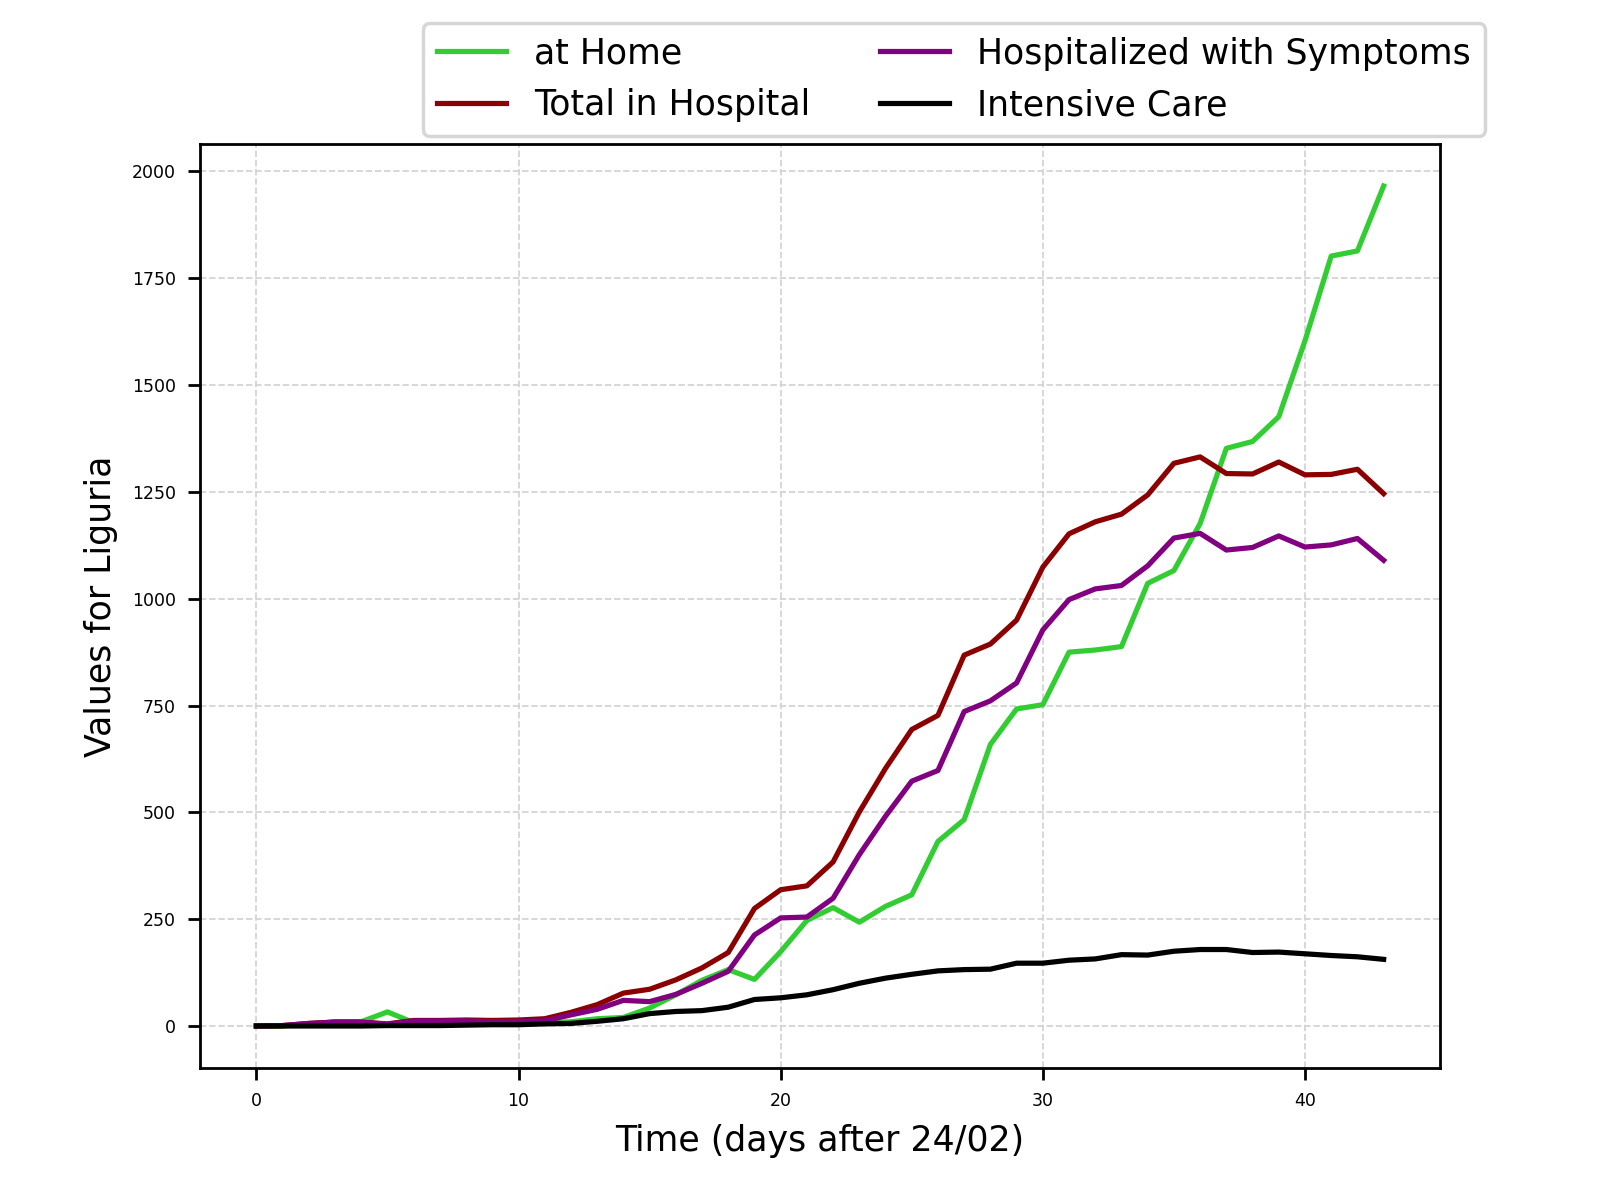 at Home
Hospitalized with Symptoms
Total in Hospital
Intensive Care
2000
1750
1500
1250
1000
750
500
250
0
Values for Liguria
0 10 20 30 40
Time (days after 24/02)